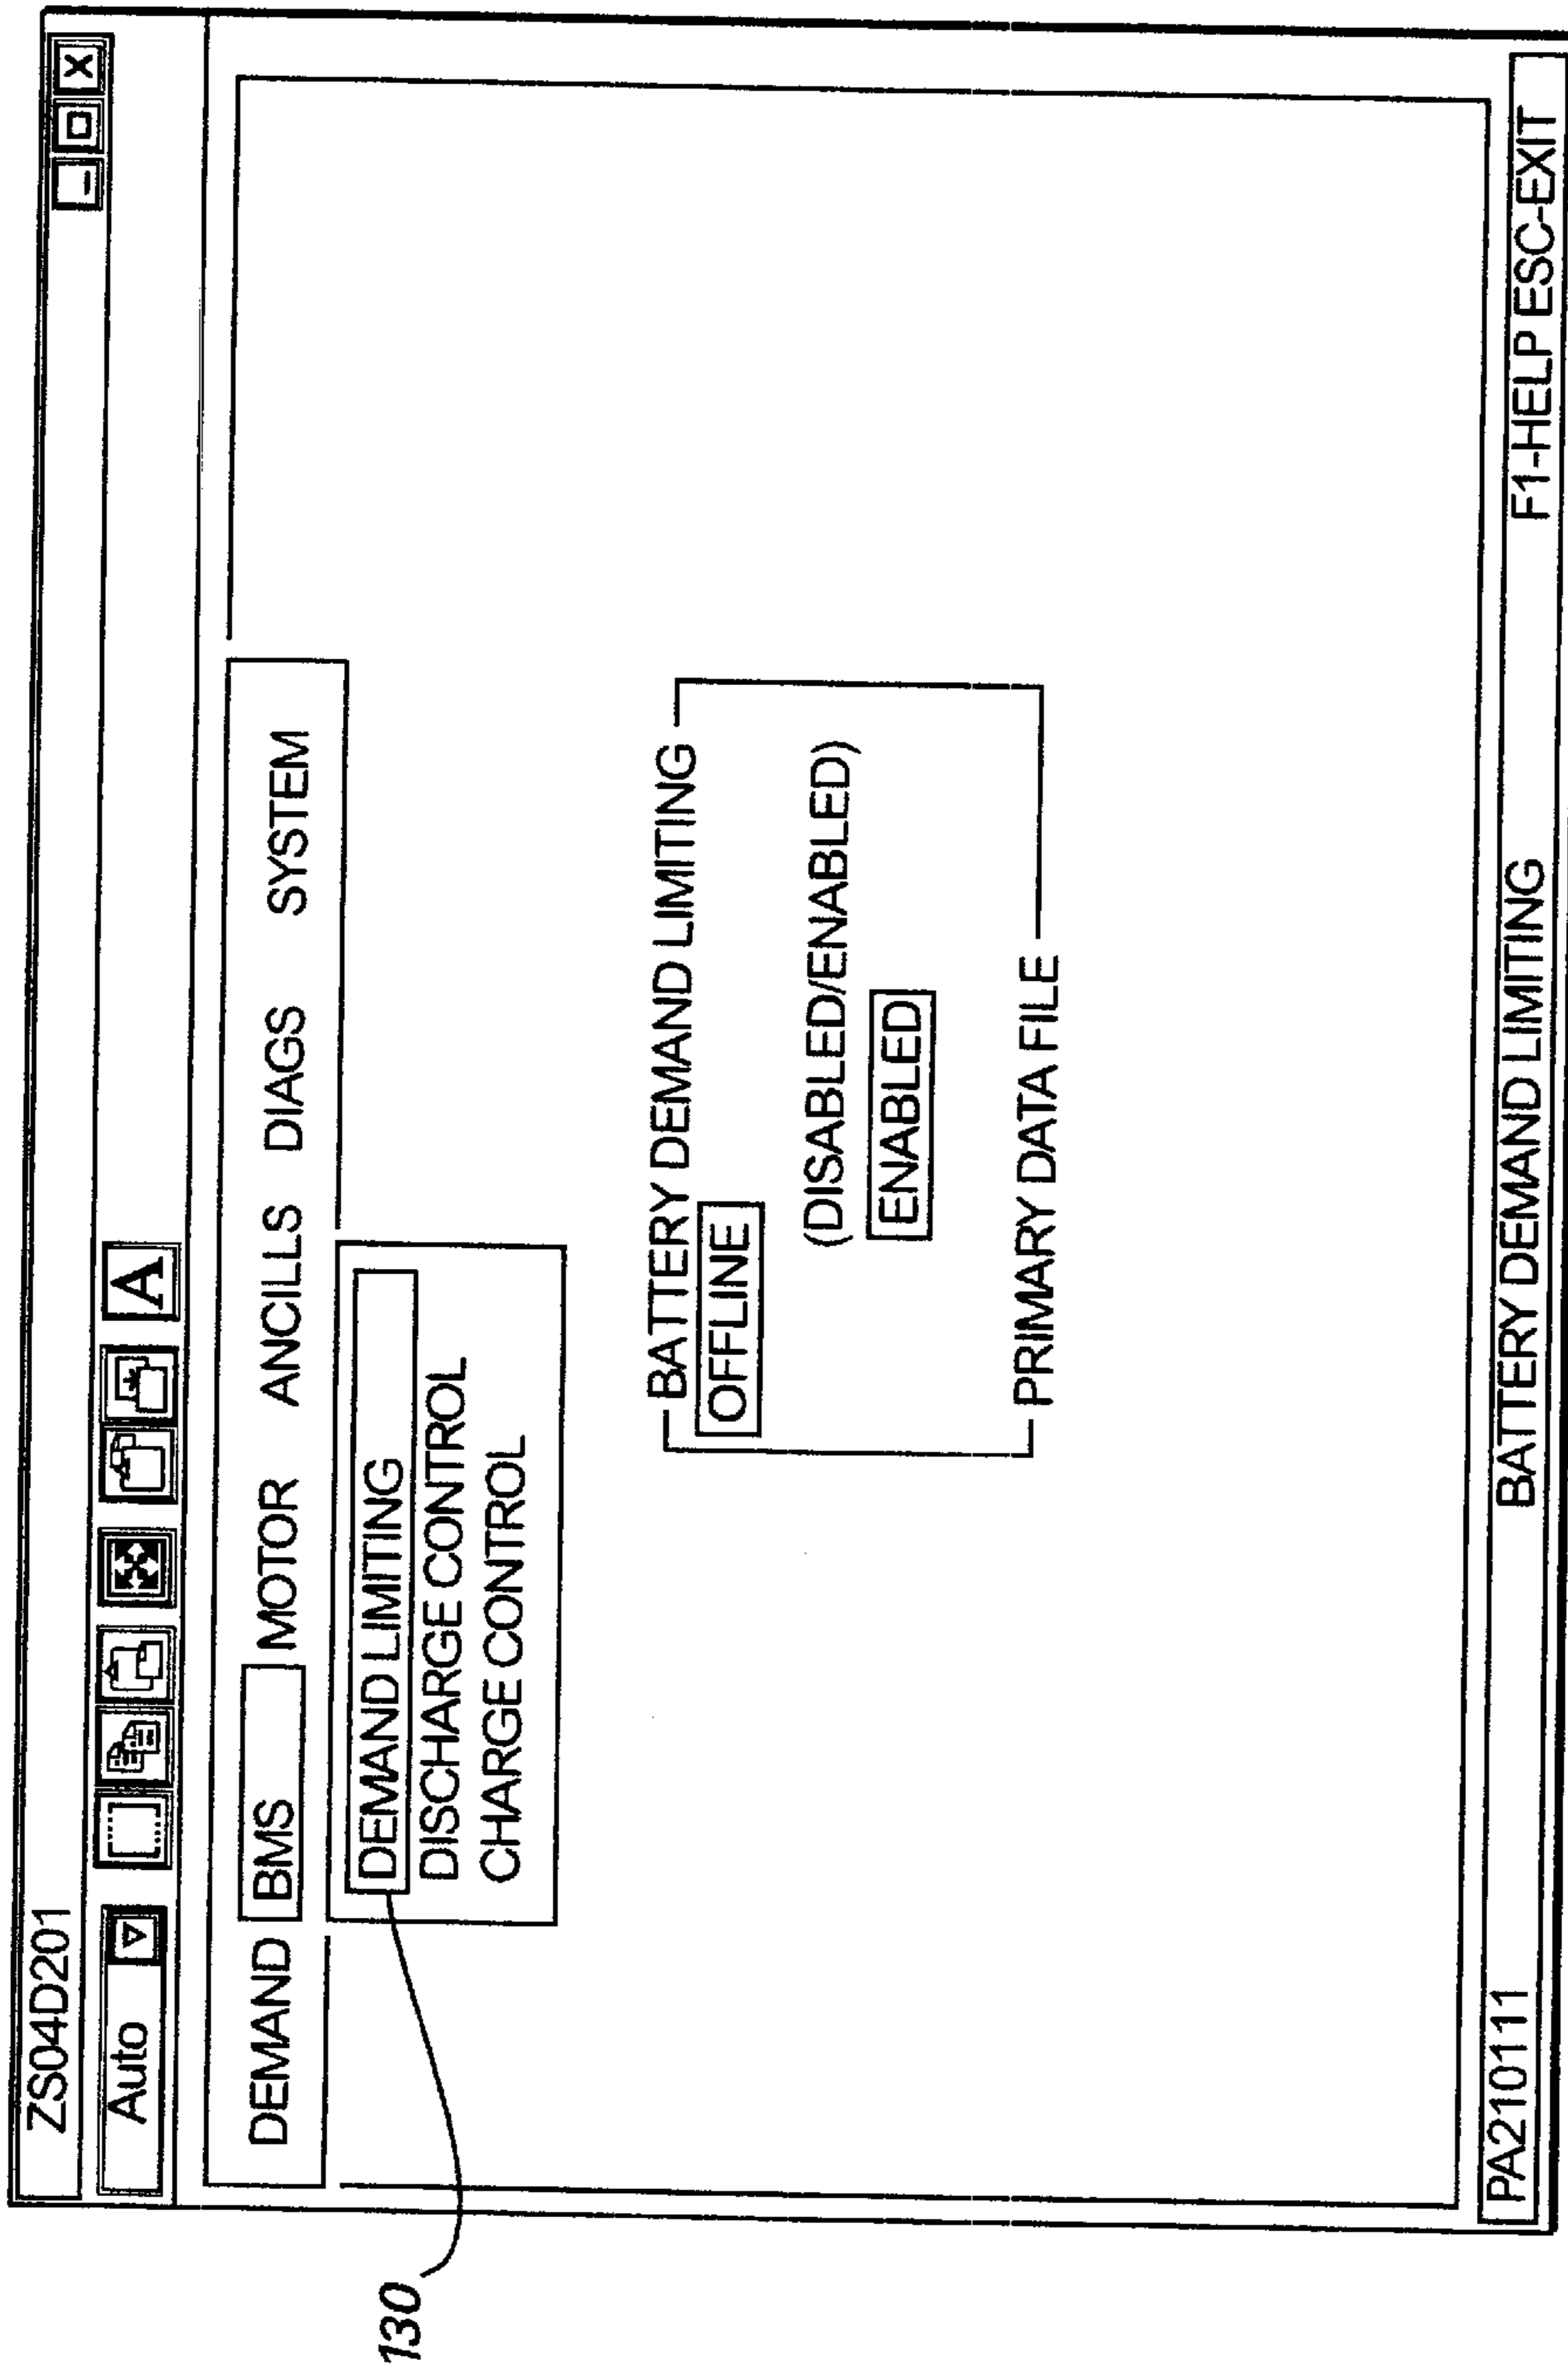 ZS04D201
Auto
A
DEMAND BMS MOTOR ANCILLS DIAGS SYSTEM
DEMAND LIMITING
DISCHARGE CONTROL
CHARGE CONTROL
130
BATTERY DEMAND LIMITING
OFFLINE
(DISABLED/ENABLED)
ENABLED
PRIMARY DATA FILE
PA210111 BATTERY DEMAND LIMITING F1-HELP ESC-EXIT